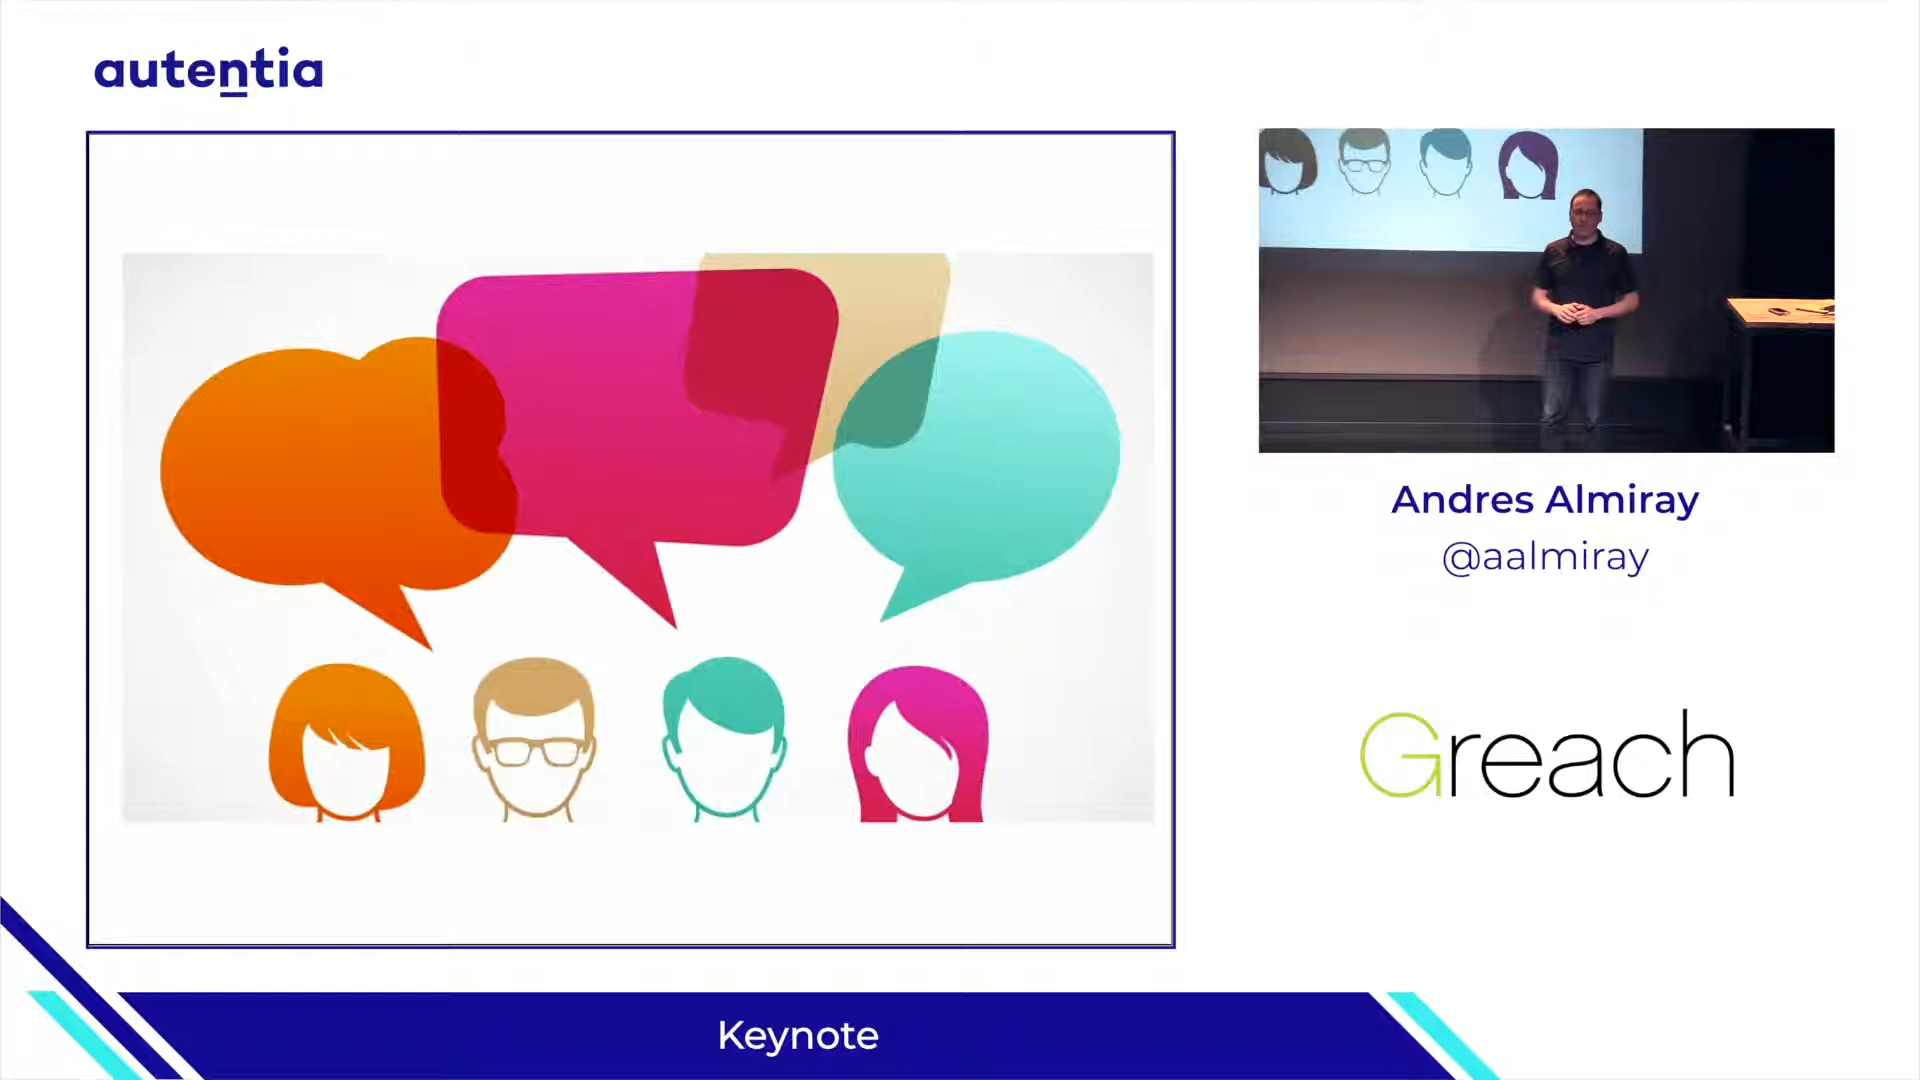 autentia
Andres Almiray
@aalmiray
Greach
Keynote